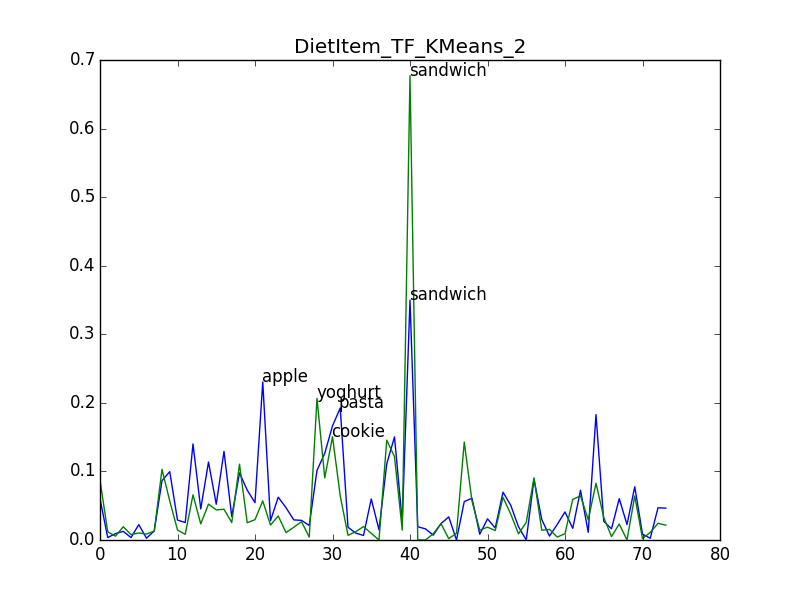 DietItem_TF_KMeans_2
0.7
sandwich
0.6
0.5
0.4
sandwich
0.3
apple
yoghurt
pasta
0.2
cookie
0.1
0.0
0 10 20 30 40 50 60 70 80